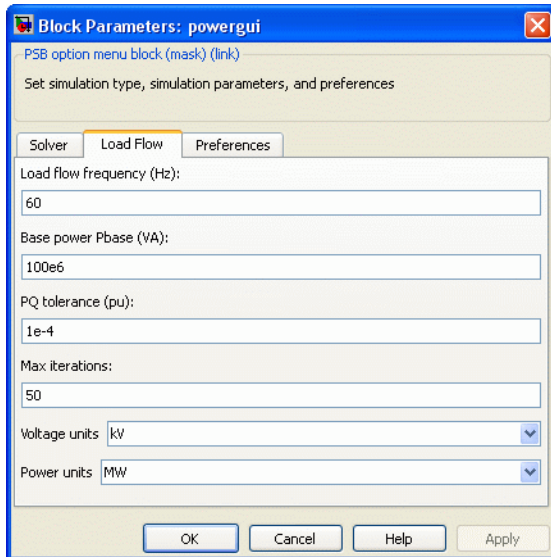 Block Parameters: powergui
PSB option menu block (mask) (link)
Set simulation type, simulation parameters, and preferences
Solver Load Flow Preferences
Load flow frequency (Hz):
60
Base power Pbase (VA):
100e6
PQ tolerance (pu):
1e-4
Max iterations:
50
Voltage units kV
Power units MW
OK Cancel Help Apply